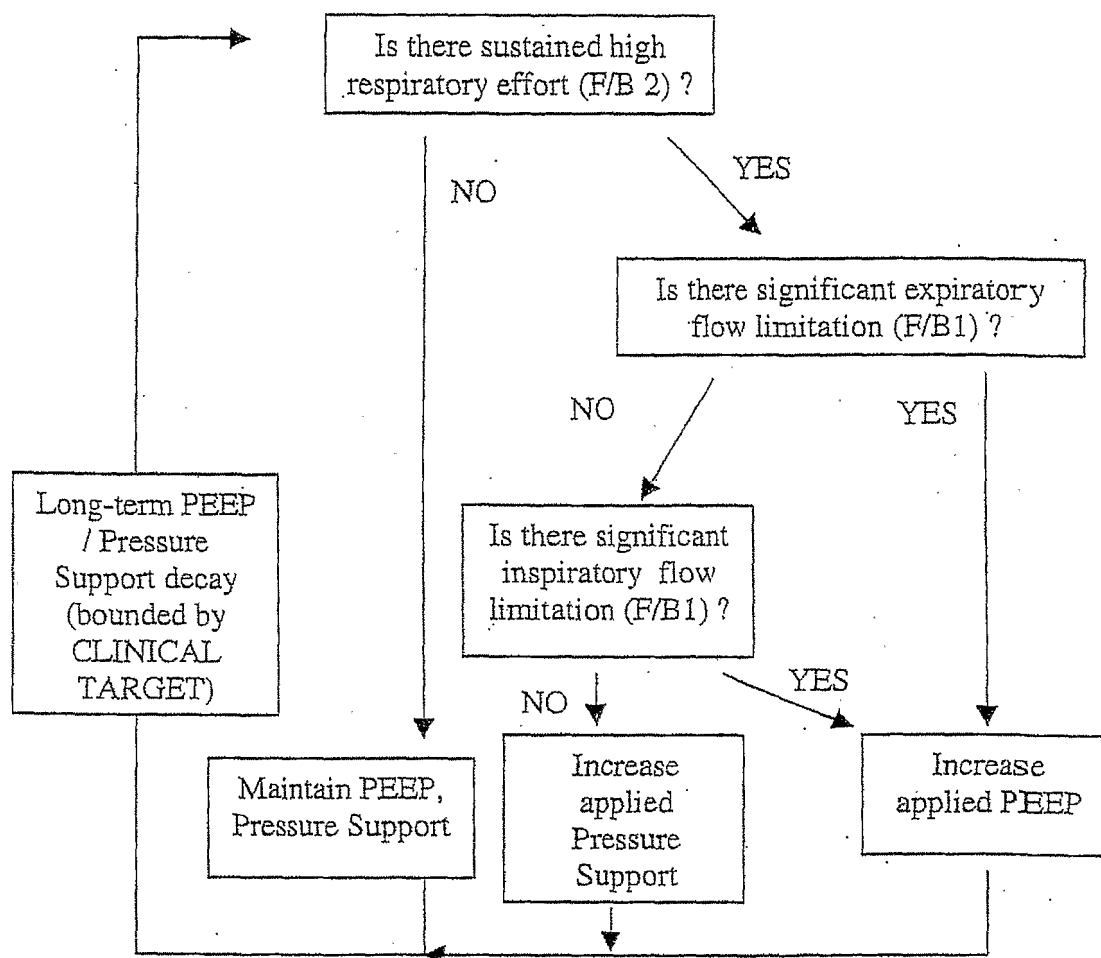 Is there sustained high
respiratory effort (F/B 2) ?
NO
YES
Is there significant expiratory
flow limitation (F/B1) ?
NO
YES
Long-term PEEP
/ Pressure
Support decay
(bounded by
CLINICAL
TARGET)
Is there significant
inspiratory flow
limitation (F/B1) ?
NO
YES
Maintain PEEP,
Pressure Support
Increase
applied
Pressure
Support
Increase
applied PEEP